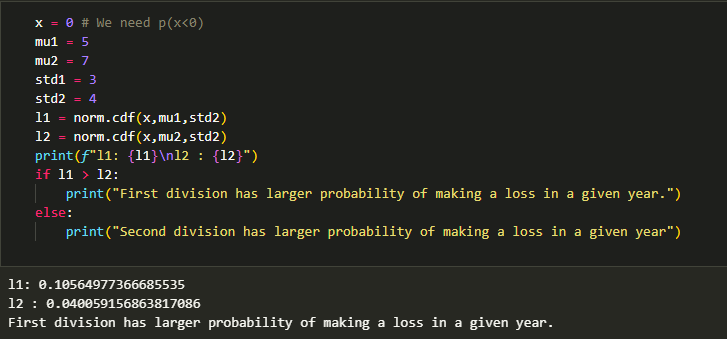 x = 0 # We need p(x<0)
mu1 = 5
mu2 = 7
std1 = 3
std2 = 4
l1 = norm.cdf(x,mu1,std2)
l2 = norm.cdf(x,mu2,std2)
print(f"l1: {l1}\nl2 : {l2}")
if l1 > l2:
    print("First division has larger probability of making a loss in a given year.")
else:
    print("Second division has larger probability of making a loss in a given year")
l1: 0.10564977366685535
l2 : 0.040059156863817086
First division has larger probability of making a loss in a given year.